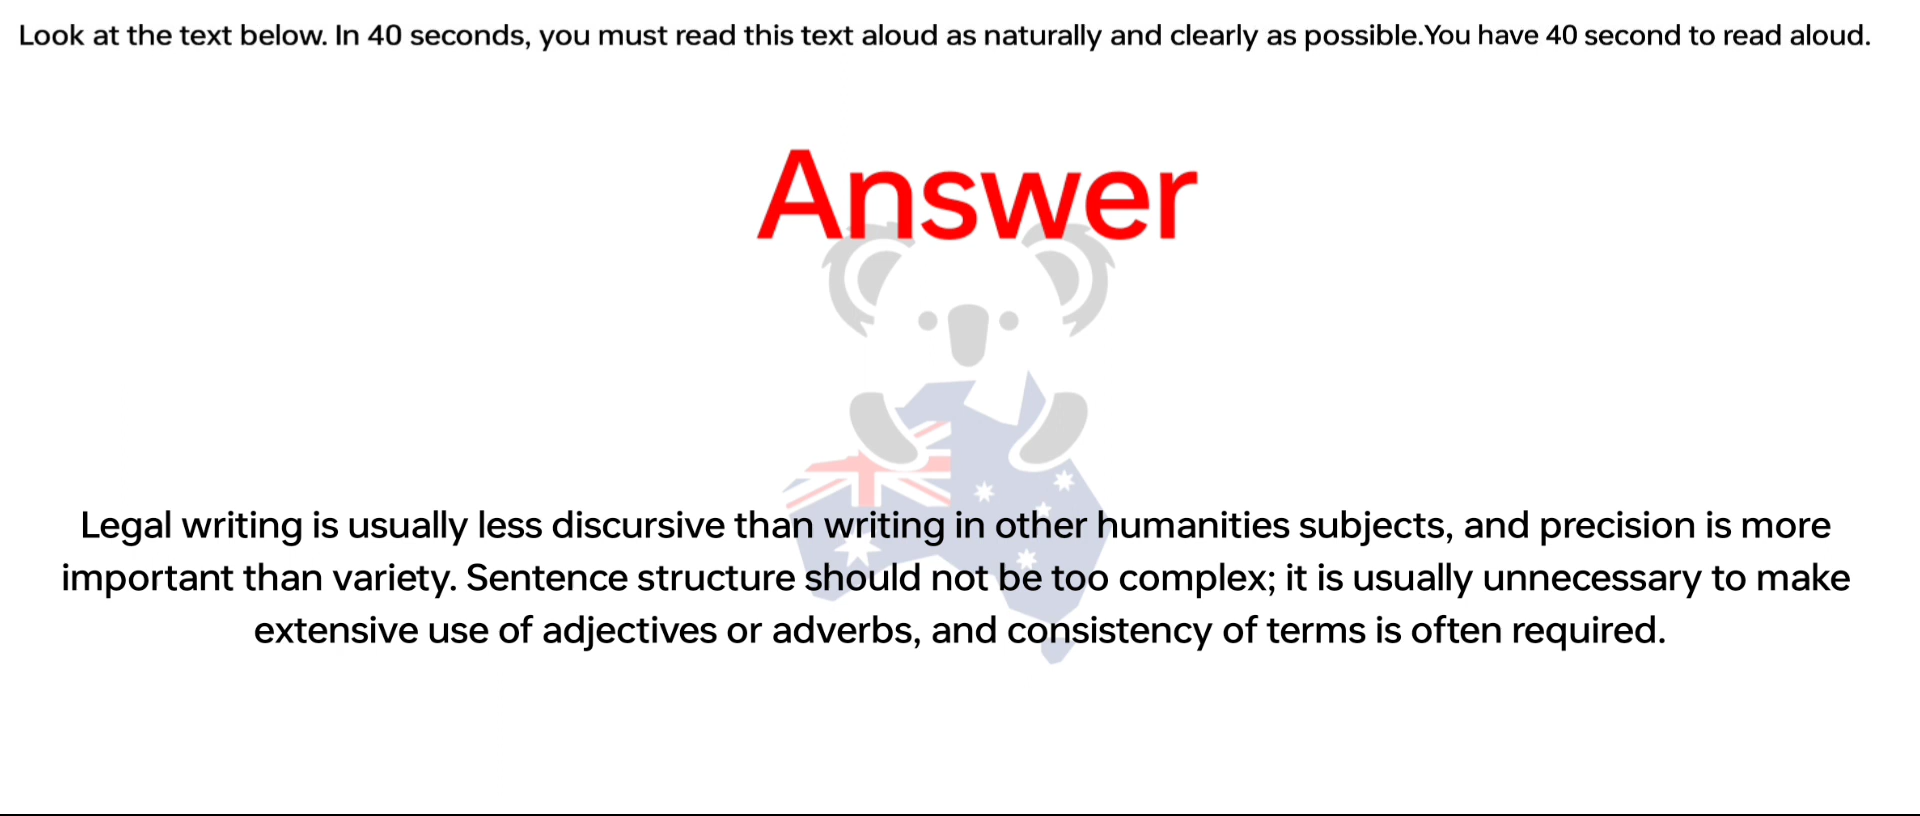 Look at the text below. In 40 seconds, you must read this text aloud as naturally and clearly as possible.You have 40 second to read aloud.
Answer
Legal writing is usually less discursive than writing in other humanities subjects, and precision is more
important than variety. Sentence structure should not be too complex; it is usually unnecessary to make
extensive use of adjectives or adverbs, and consistency of terms is often required.